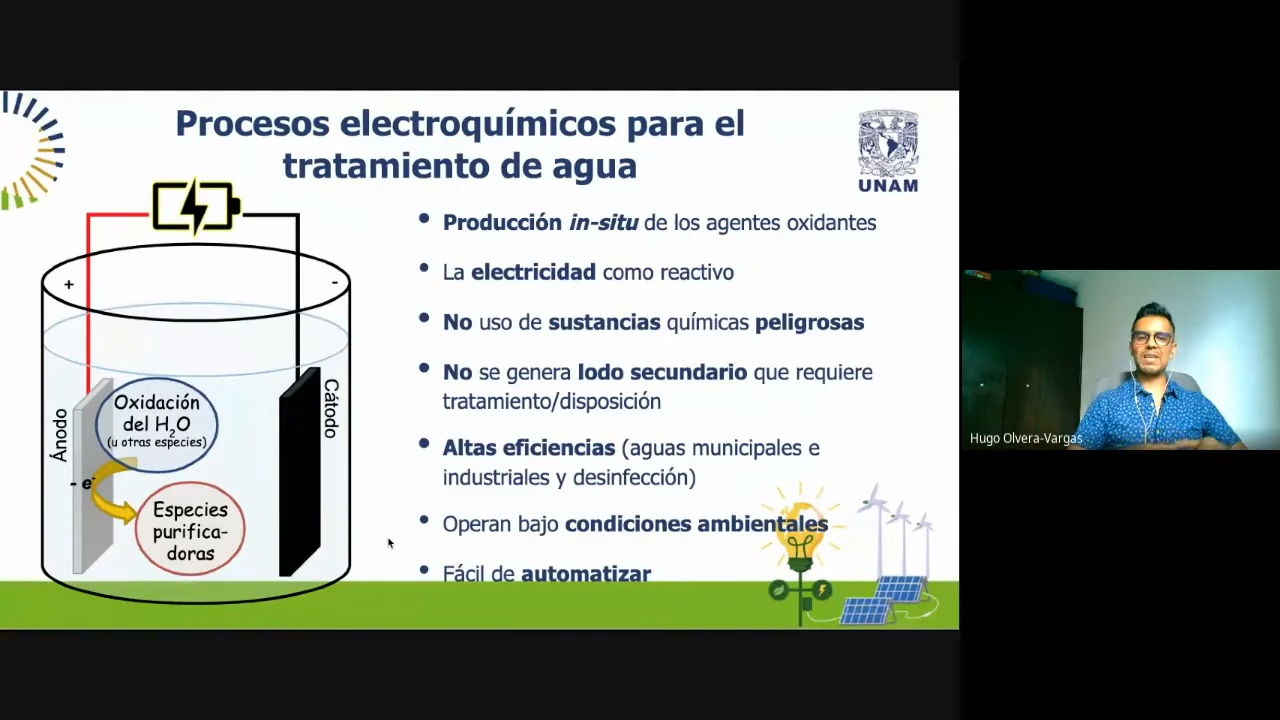 Procesos electroquímicos para el
tratamiento de agua
UNAM
+
-
Ánodo
Cátodo
Oxidación
del H₂O
(u otras especies)
- e⁻
Especies
purifica-
doras
• Producción in-situ de los agentes oxidantes
• La electricidad como reactivo
• No uso de sustancias químicas peligrosas
• No se genera lodo secundario que requiere
tratamiento/disposición
• Altas eficiencias (aguas municipales e
industriales y desinfección)
• Operan bajo condiciones ambientales
• Fácil de automatizar
Hugo Olvera-Vargas